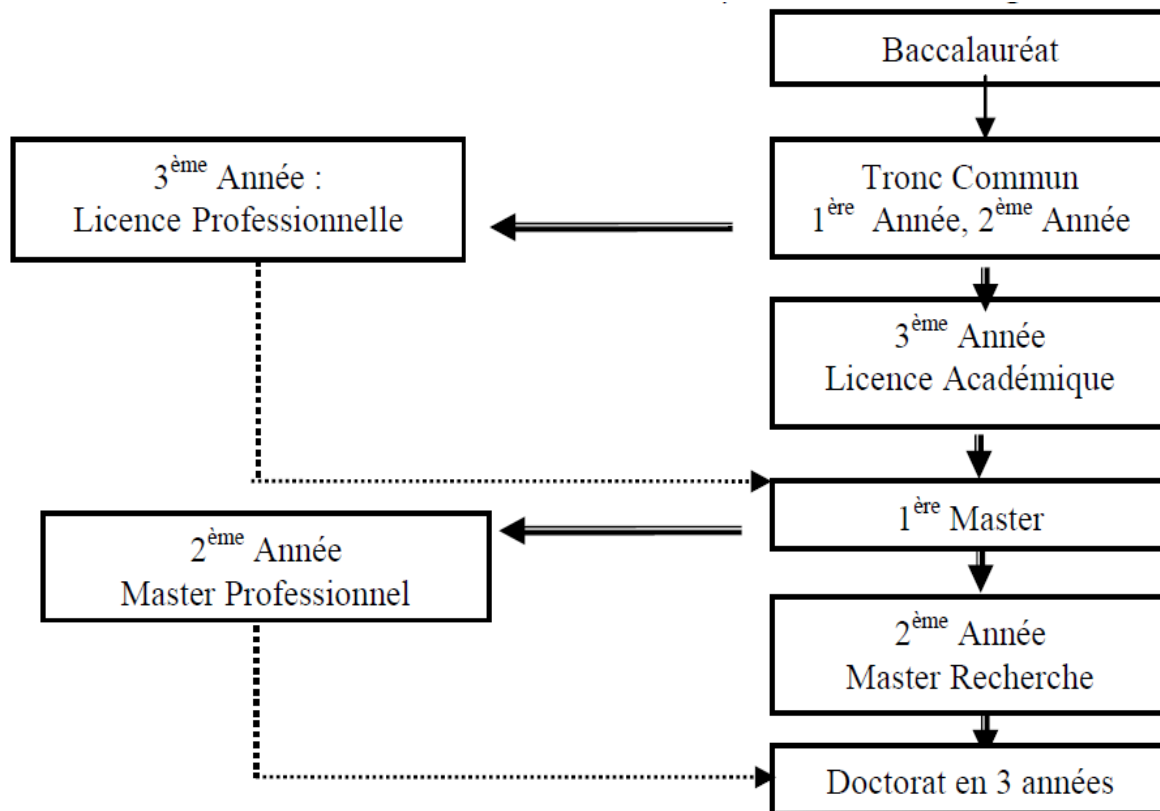 Baccalauréat
3ème Année :
Licence Professionnelle
Tronc Commun
1ère Année, 2ème Année
3ème Année
Licence Académique
1ère Master
2ème Année
Master Professionnel
2ème Année
Master Recherche
Doctorat en 3 années